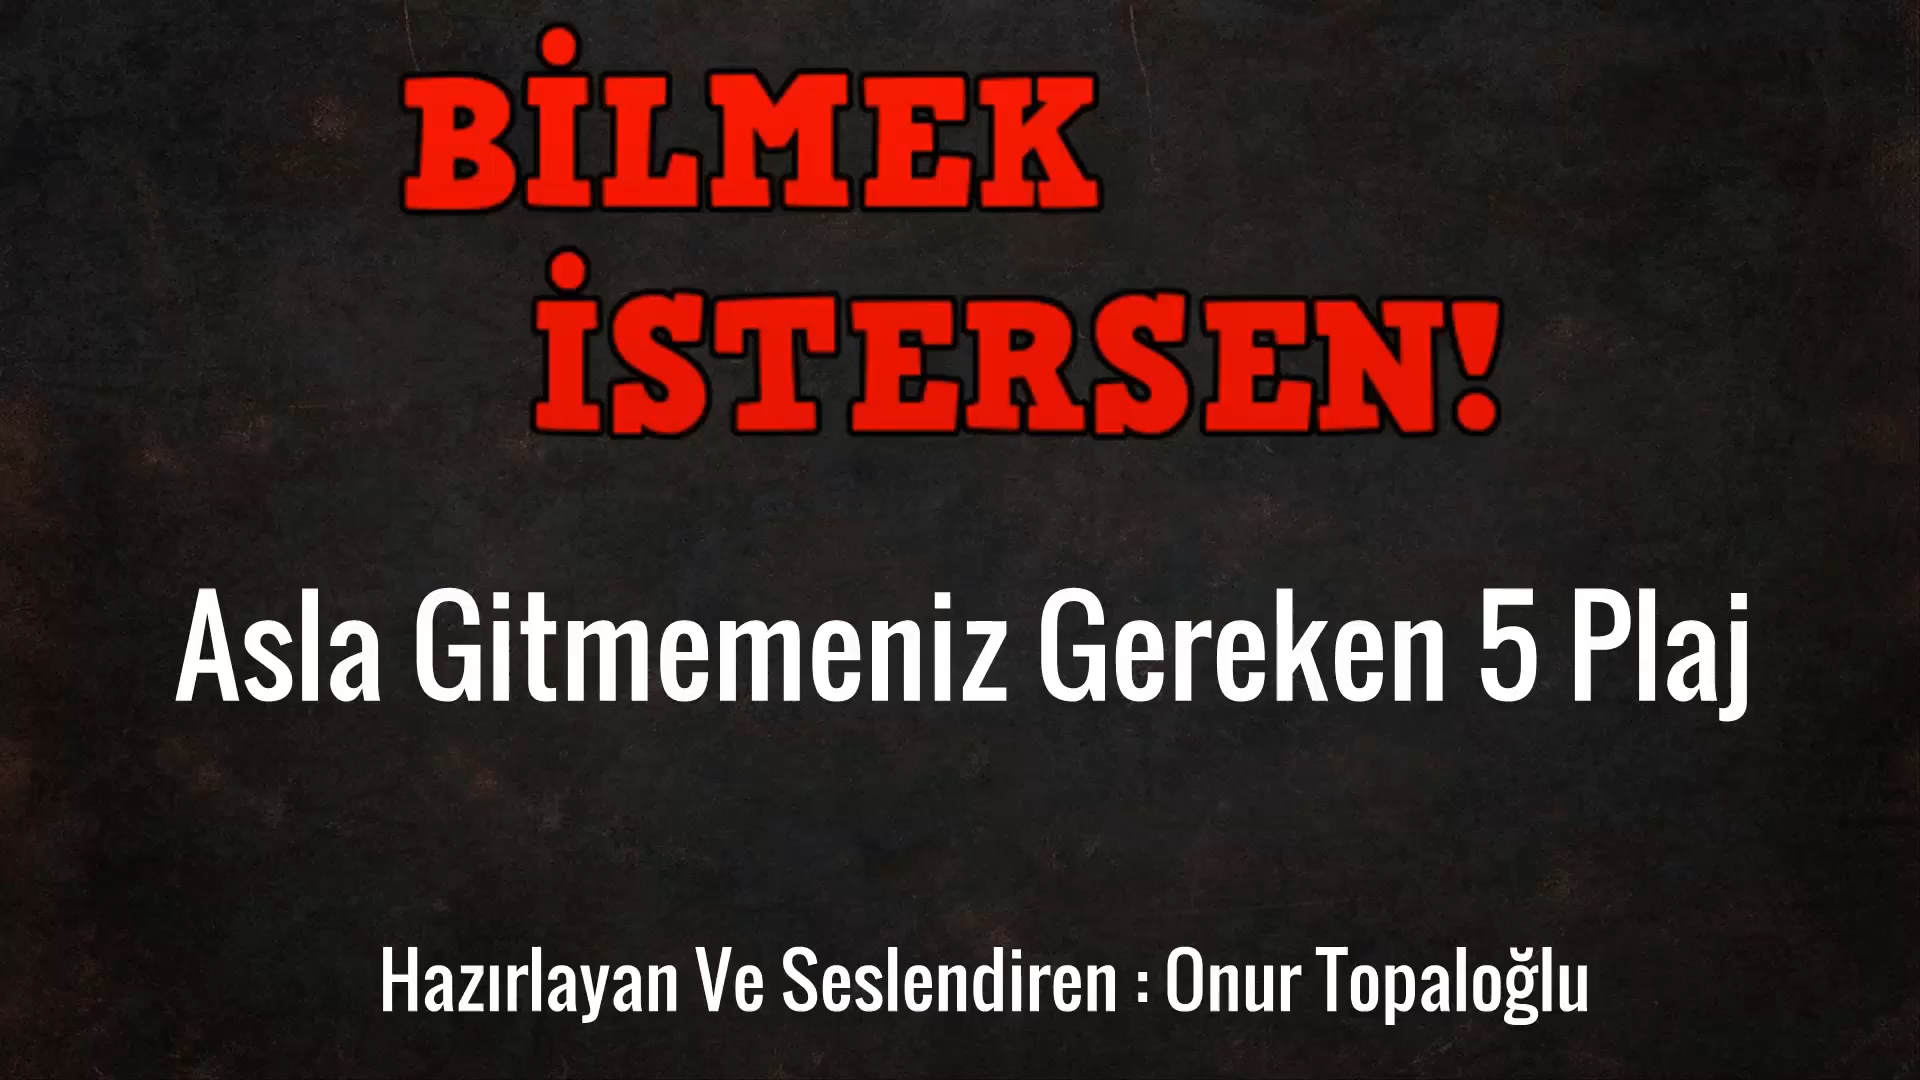 BİLMEK
İSTERSEN!
Asla Gitmemeniz Gereken 5 Plaj
Hazırlayan Ve Seslendiren : Onur Topaloğlu